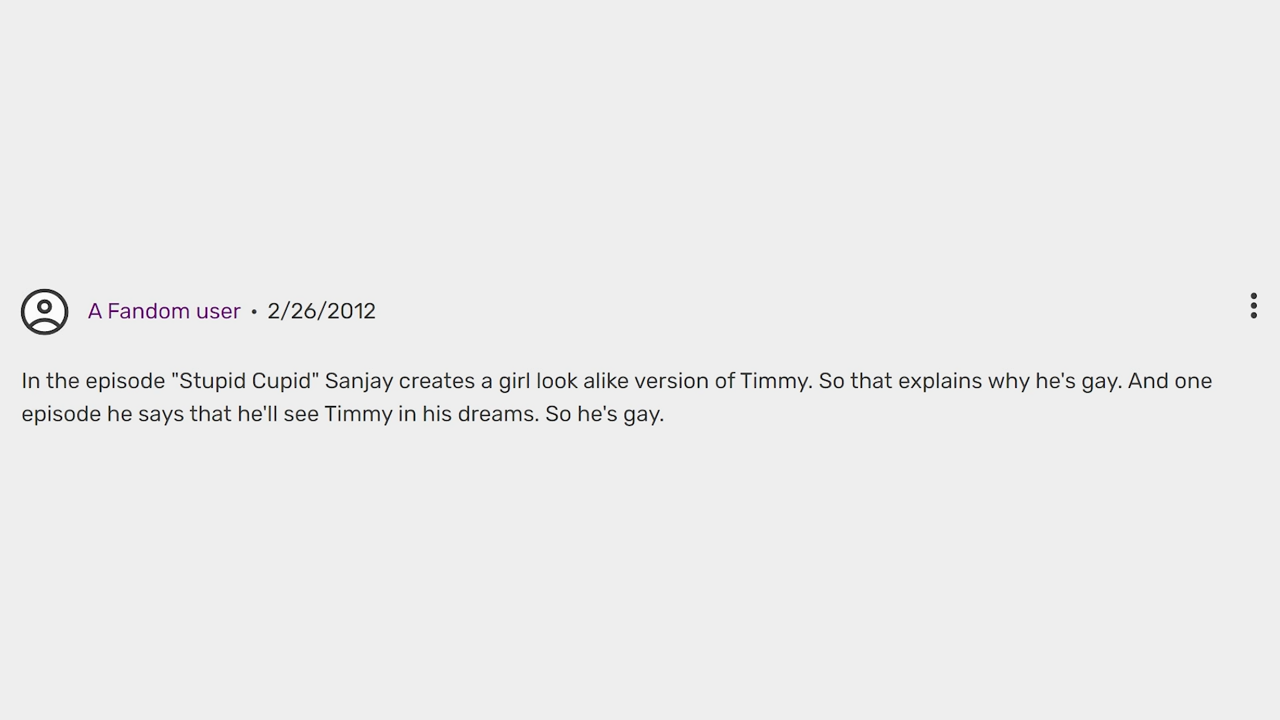 A Fandom user • 2/26/2012
In the episode "Stupid Cupid" Sanjay creates a girl look alike version of Timmy. So that explains why he's gay. And one
episode he says that he'll see Timmy in his dreams. So he's gay.